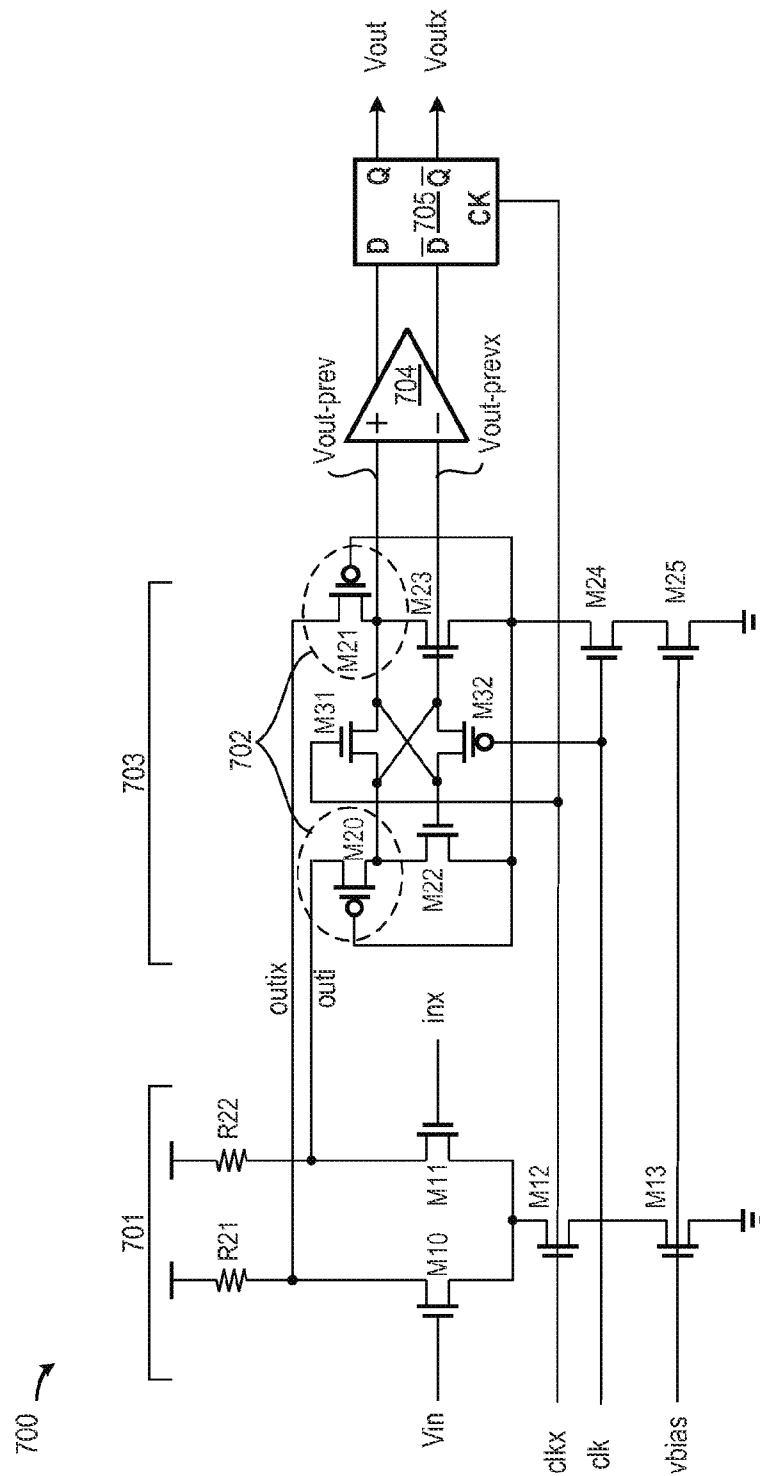 700
701
703
R21
R22
outix
outi
702
M20
M21
M31
Vout-prev
Vout
Vin
M10
M11
inx
M22
M32
M23
+
−
704
Vout-prevx
D
Q
D̅
705
Q̅
CK
Voutx
M12
M13
M24
M25
clkx
clk
vbias